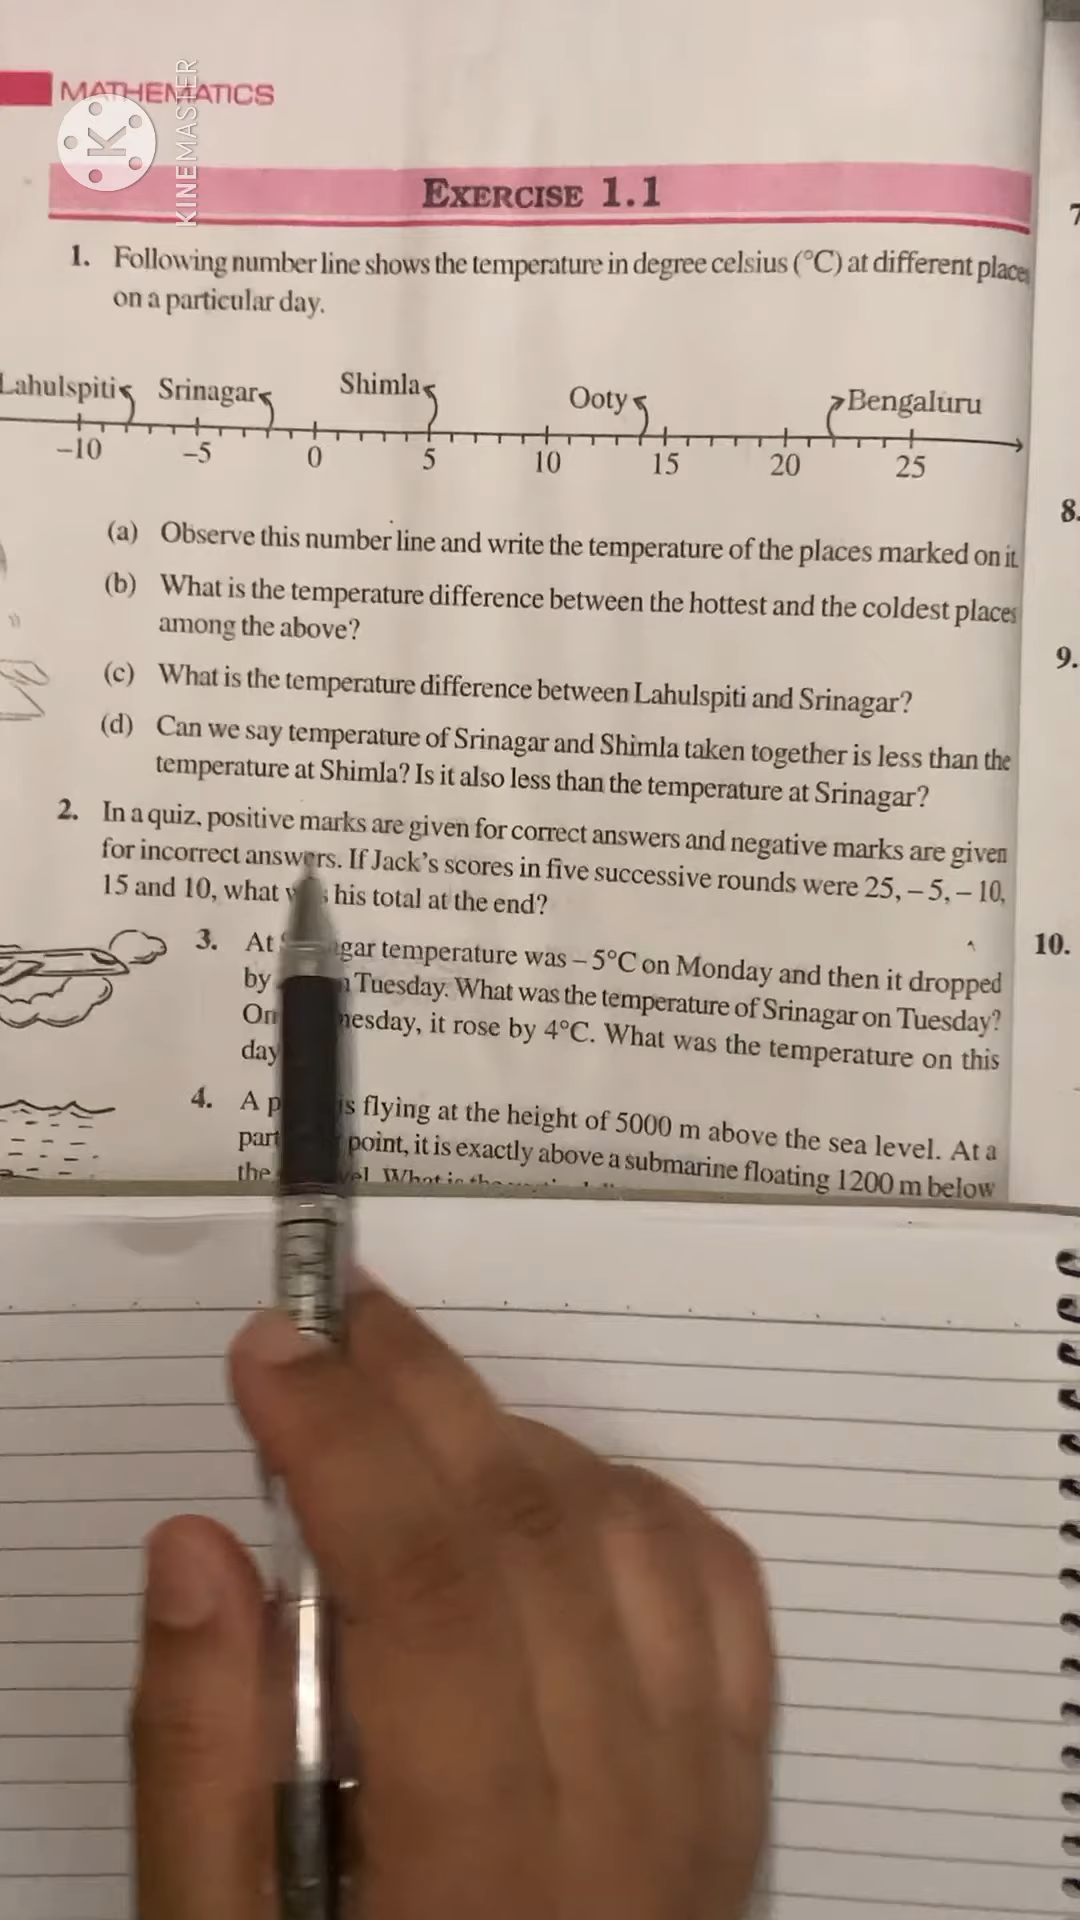 MATHEMATICS
KINEMASTER
EXERCISE 1.1
1. Following number line shows the temperature in degree celsius (°C) at different places
on a particular day.
Lahulspiti Srinagar Shimla Ooty Bengaluru
–10 –5 0 5 10 15 20 25
(a) Observe this number line and write the temperature of the places marked on it.
(b) What is the temperature difference between the hottest and the coldest places
among the above?
(c) What is the temperature difference between Lahulspiti and Srinagar?
(d) Can we say temperature of Srinagar and Shimla taken together is less than the
temperature at Shimla? Is it also less than the temperature at Srinagar?
2. In a quiz, positive marks are given for correct answers and negative marks are given
for incorrect answers. If Jack's scores in five successive rounds were 25, – 5, – 10,
15 and 10, what his total at the end?
3. At temperature was – 5°C on Monday and then it dropped
by Tuesday. What was the temperature of Srinagar on Tuesday?
On it rose by 4°C. What was the temperature on this
day
4. A is flying at the height of 5000 m above the sea level. At a
point, it is exactly above a submarine floating 1200 m below
the
7
8.
9.
10.